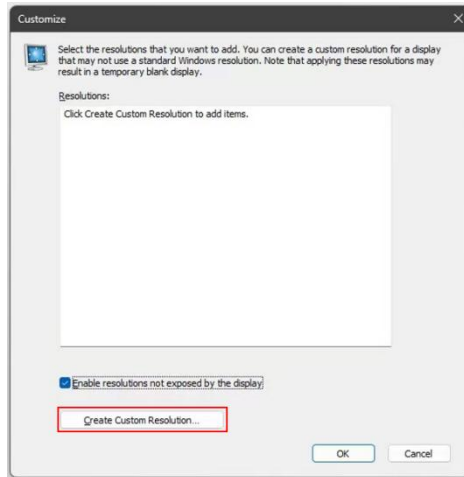 Customize
Select the resolutions that you want to add. You can create a custom resolution for a display
that may not use a standard Windows resolution. Note that applying these resolutions may
result in a temporary blank display.
Resolutions:
Click Create Custom Resolution to add items.
Enable resolutions not exposed by the display
Create Custom Resolution...
OK
Cancel